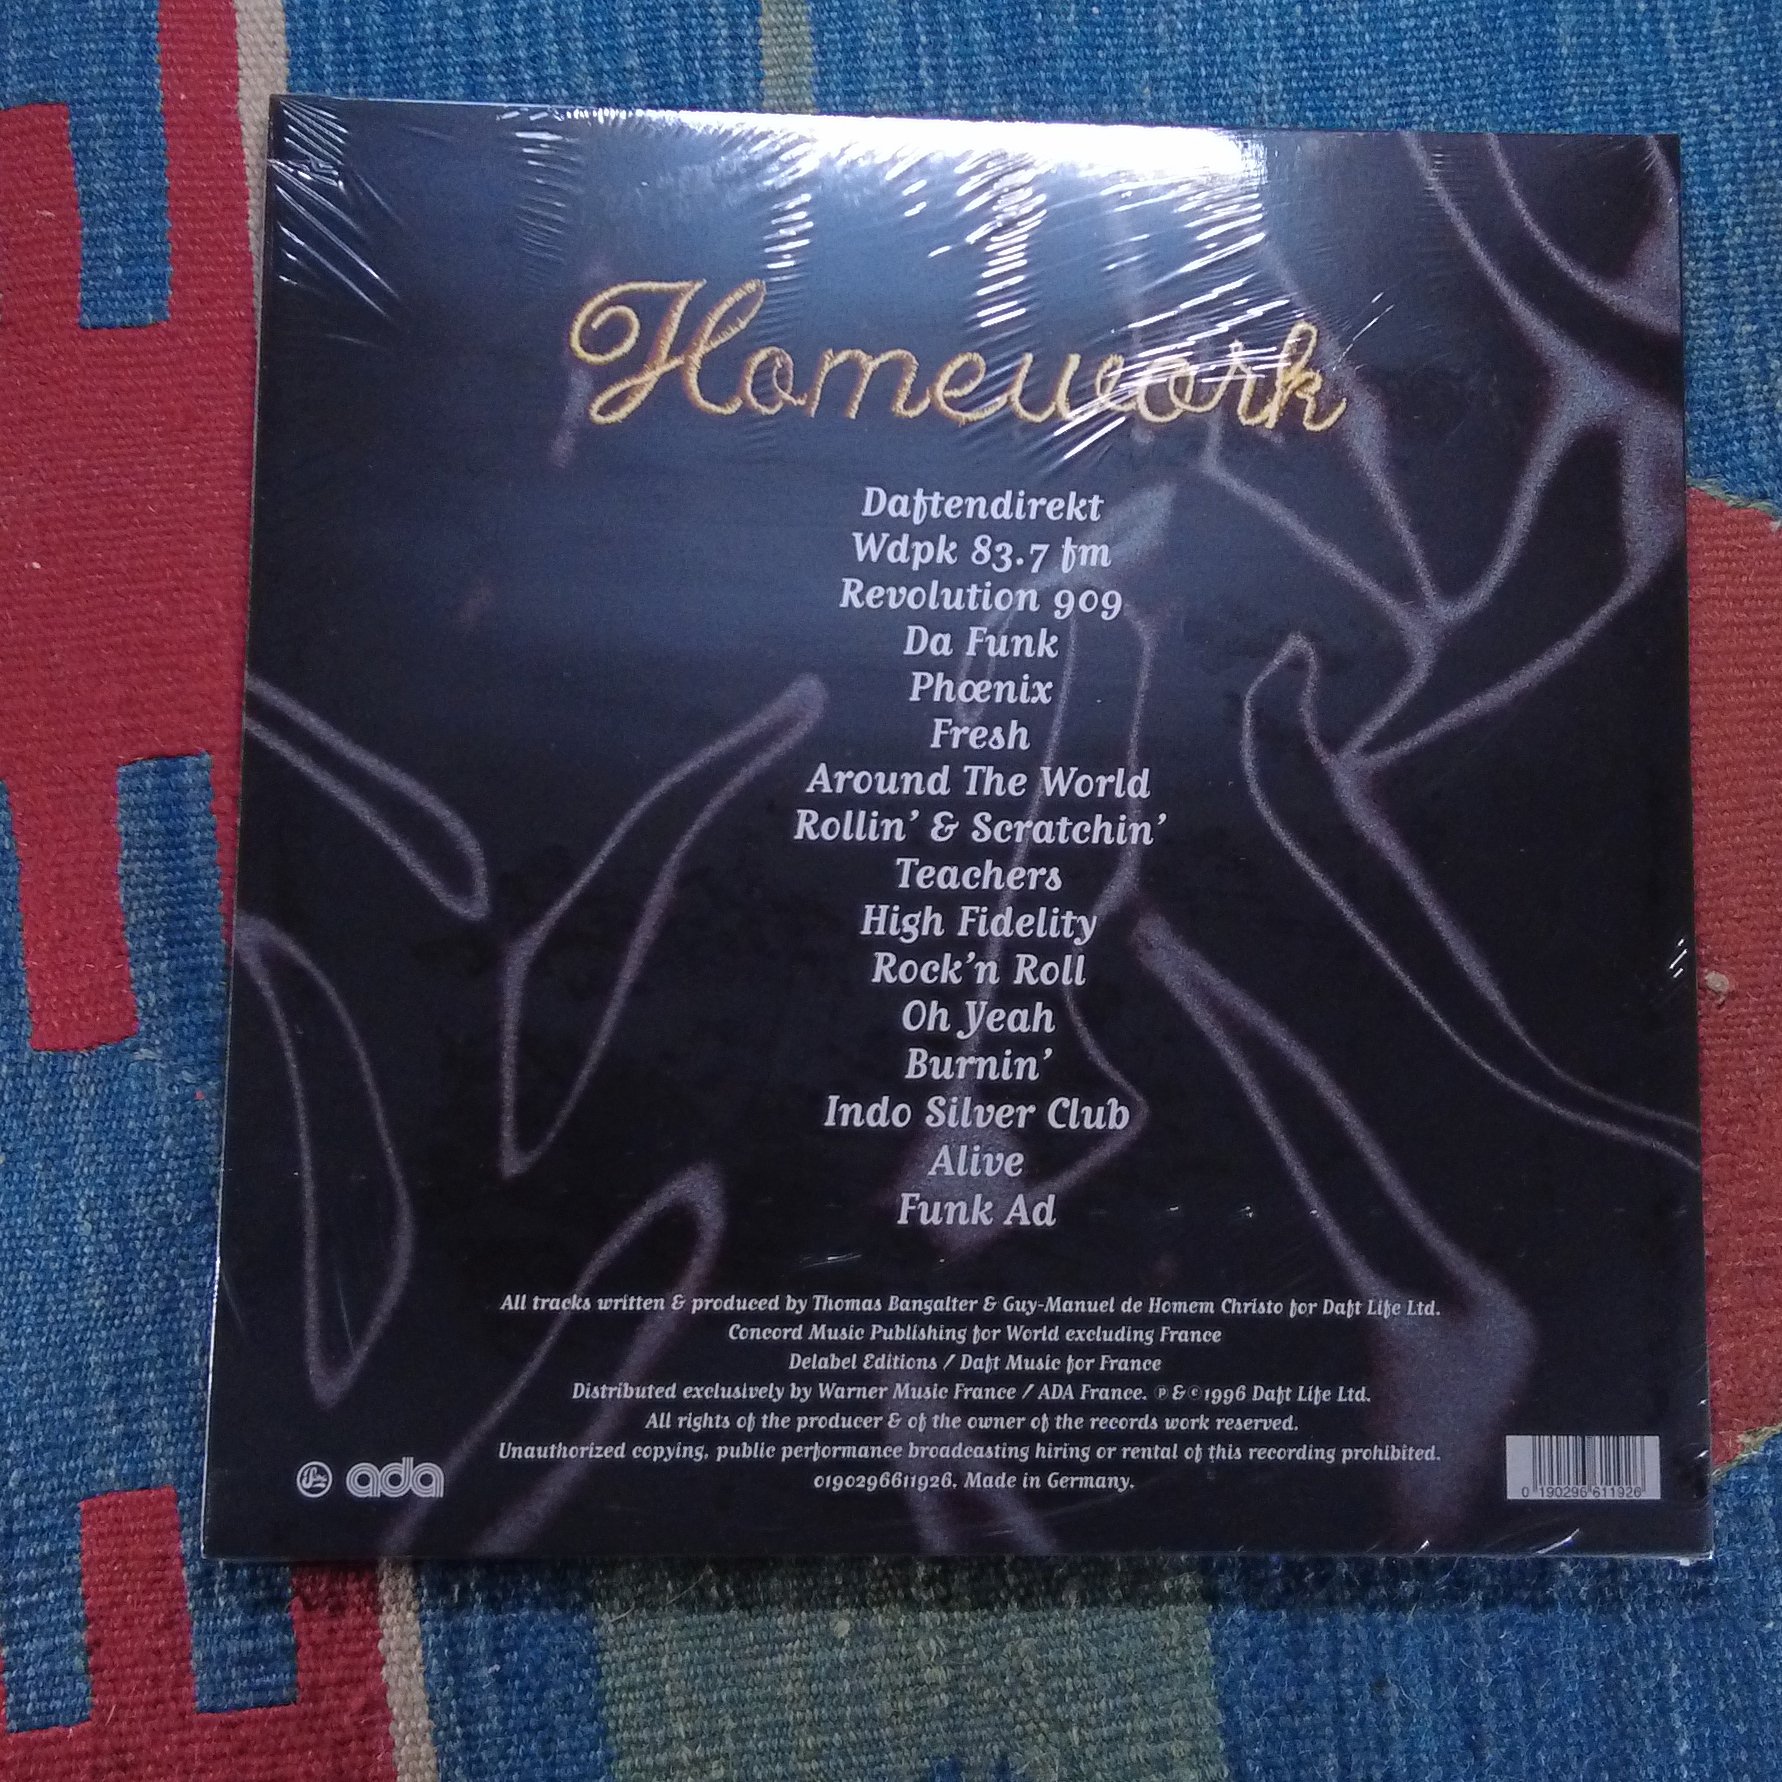 Homework
Daftendirekt
Wdpk 83.7 fm
Revolution 909
Da Funk
Phœnix
Fresh
Around The World
Rollin' & Scratchin'
Teachers
High Fidelity
Rock'n Roll
Oh Yeah
Burnin'
Indo Silver Club
Alive
Funk Ad
All tracks written & produced by Thomas Bangalter & Guy-Manuel de Homem Christo for Daft Life Ltd.
Concord Music Publishing for World excluding France
Delabel Editions / Daft Music for France
Distributed exclusively by Warner Music France / ADA France. ℗ & © 1996 Daft Life Ltd.
All rights of the producer & of the owner of the records work reserved.
Unauthorized copying, public performance broadcasting hiring or rental of this recording prohibited.
0190296611926. Made in Germany.
ada
0 190296 611926